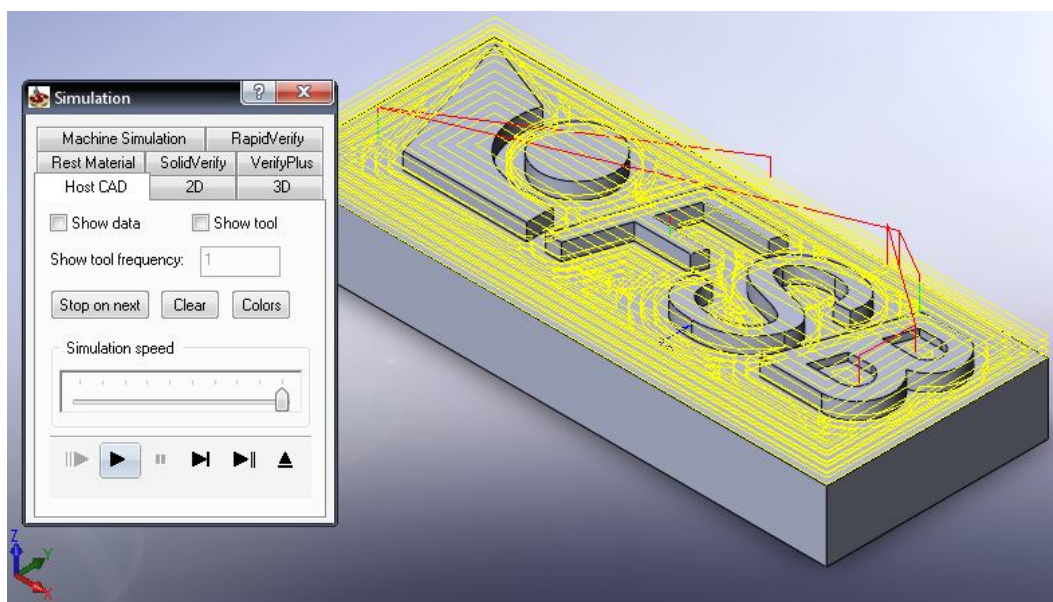 Simulation
Machine Simulation RapidVerify
Rest Material SolidVerify VerifyPlus
Host CAD 2D 3D
Show data Show tool
Show tool frequency: 1
Stop on next Clear Colors
Simulation speed
Z
Y
X
ITSB